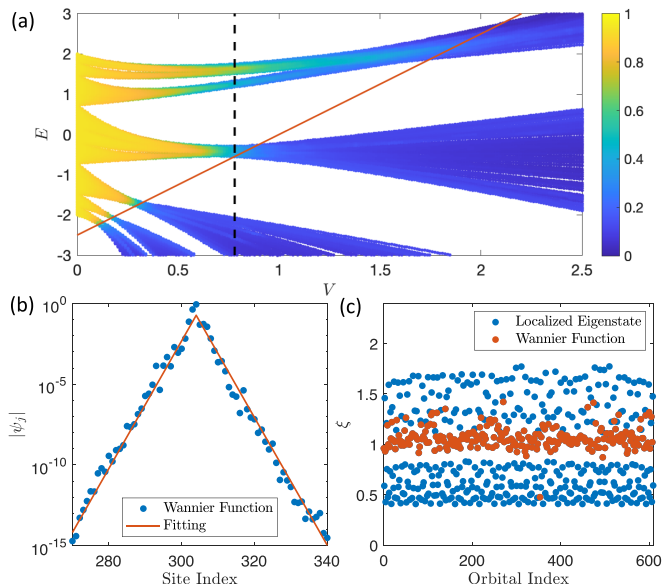 (a)
3
2
1
0
-1
-2
-3
E
0
0.5
1
1.5
2
2.5
V
1
0.8
0.6
0.4
0.2
0
(b)
10^0
10^-5
10^-10
10^-15
|ψj|
280
300
320
340
Site Index
Wannier Function
Fitting
(c)
2
1.5
1
0.5
0
ξ
0
200
400
600
Orbital Index
Localized Eigenstate
Wannier Function